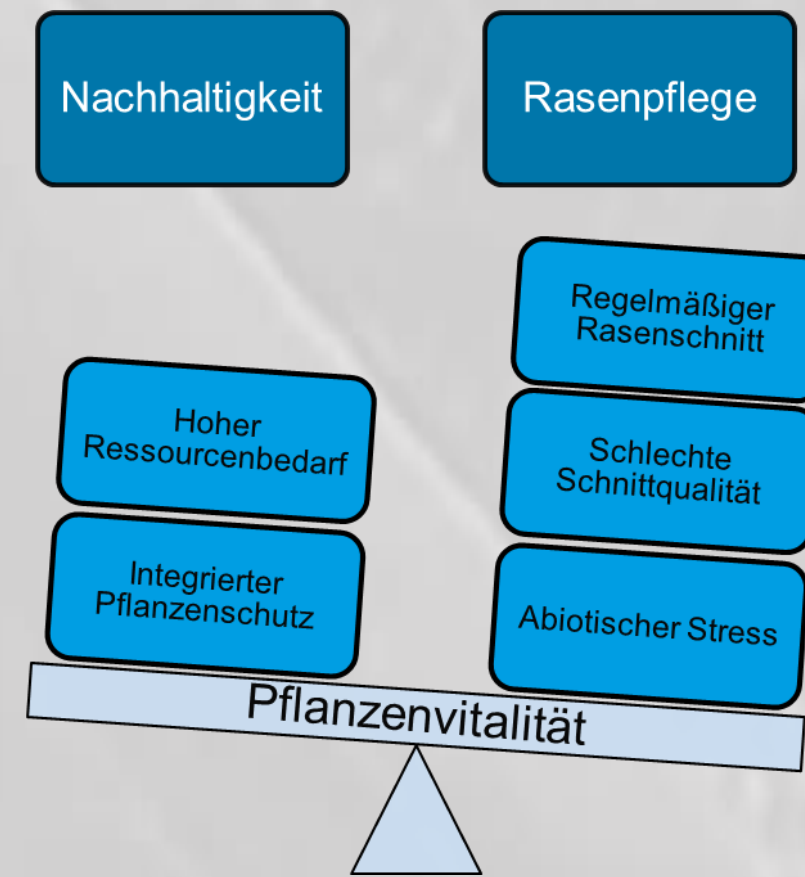 Nachhaltigkeit
Rasenpflege
Hoher
Ressourcenbedarf
Integrierter
Pflanzenschutz
Regelmäßiger
Rasenschnitt
Schlechte
Schnittqualität
Abiotischer Stress
Pflanzenvitalität